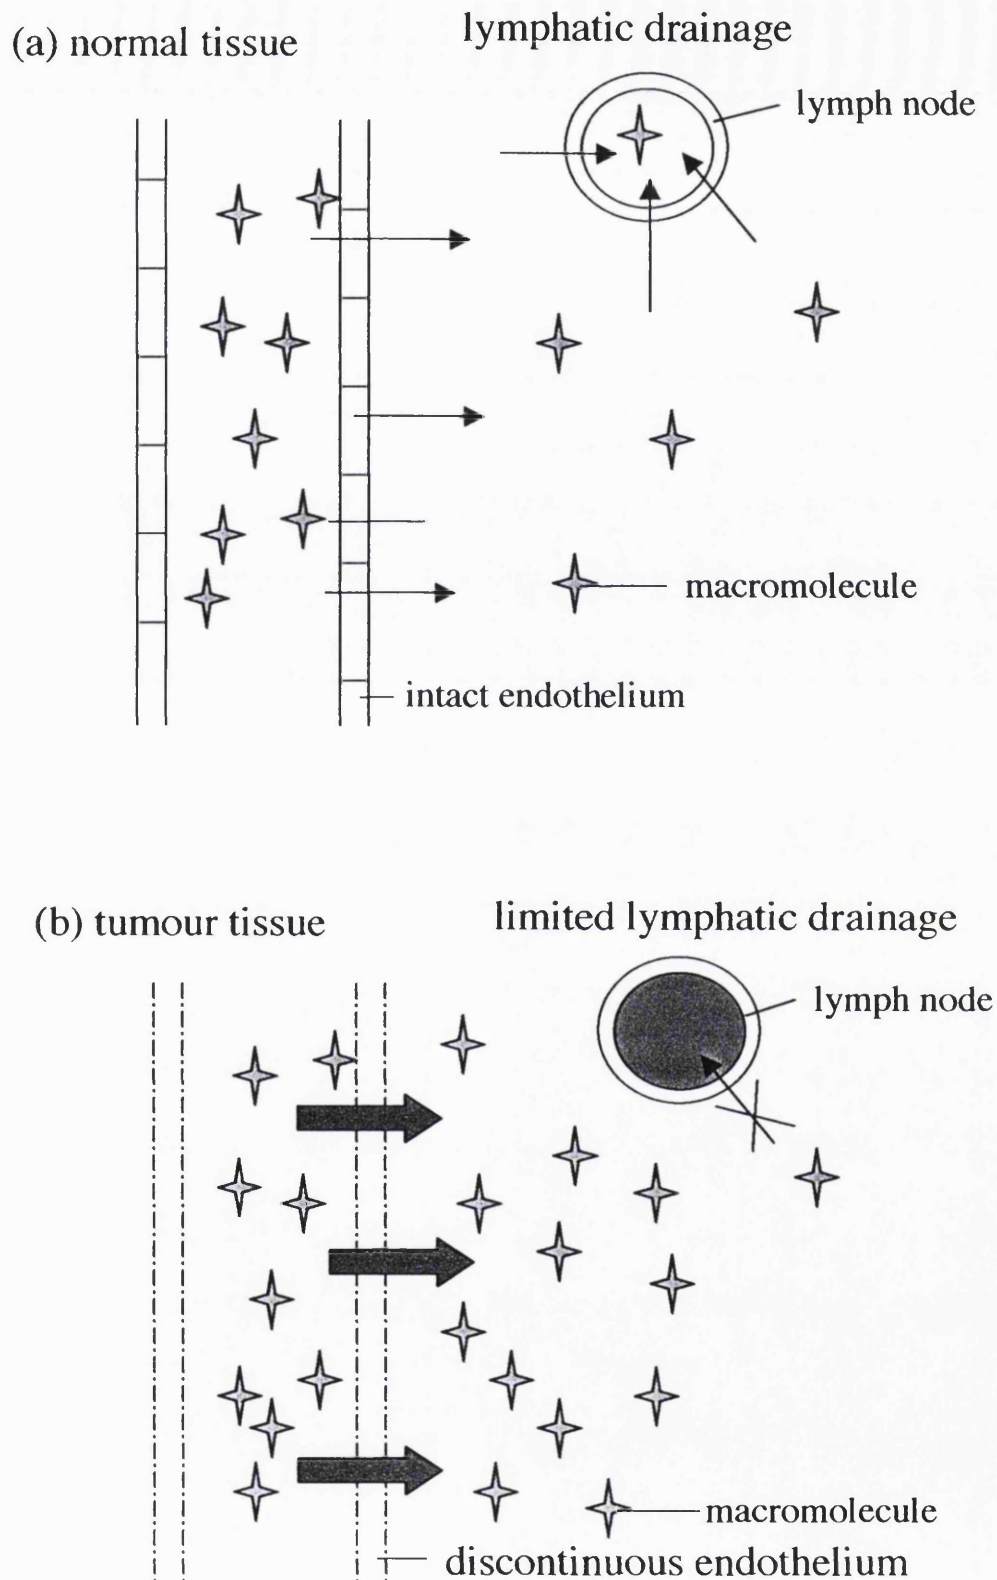 (a) normal tissue
lymphatic drainage
lymph node
macromolecule
intact endothelium
(b) tumour tissue
limited lymphatic drainage
lymph node
macromolecule
discontinuous endothelium